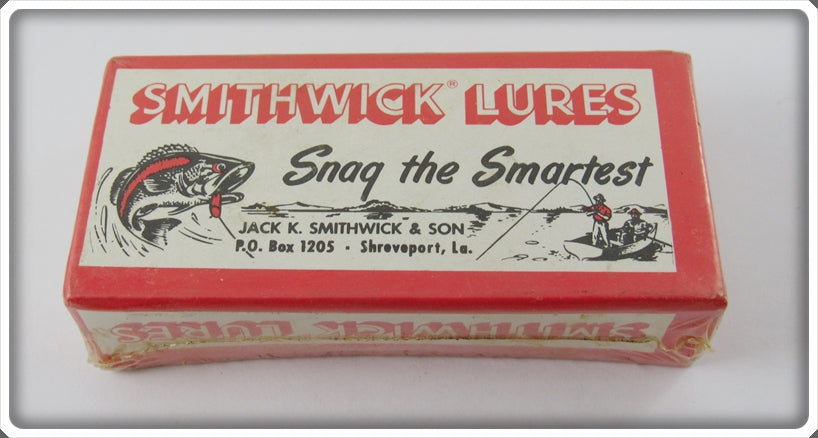 SMITHWICK® LURES
Snag the Smartest
JACK K. SMITHWICK & SON
P.O. Box 1205 - Shreveport, La.
SMITHWICK LURES